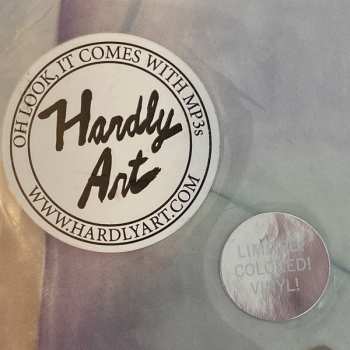 OH LOOK, IT COMES WITH MP3s
Hardly
Art
WWW.HARDLYART.COM
LIMITED!
COLORED!
VINYL!